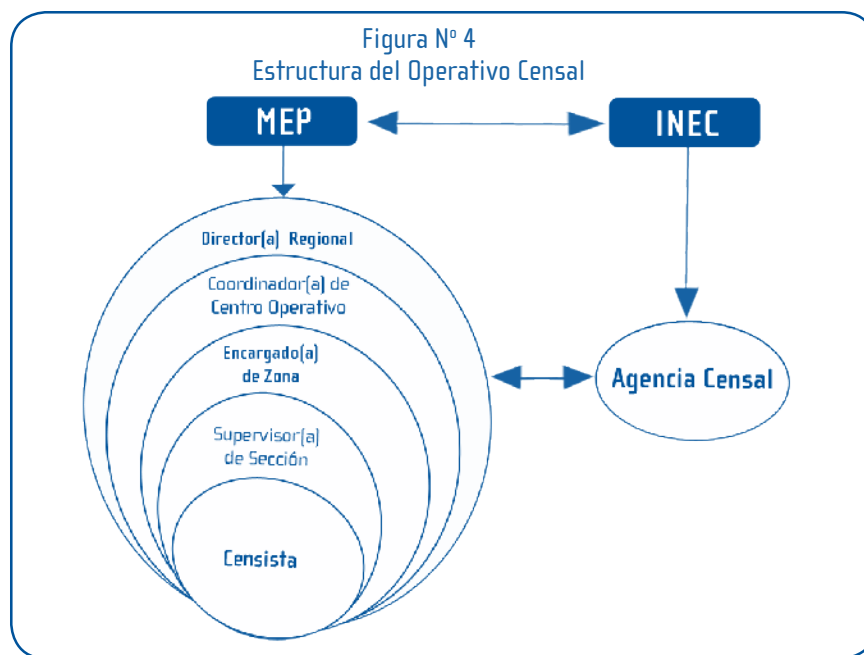 Figura Nº 4
Estructura del Operativo Censal
MEP
INEC
Director(a) Regional
Coordinador(a) de
Centro Operativo
Encargado(a)
de Zona
Agencia Censal
Supervisor(a)
de Sección
Censista